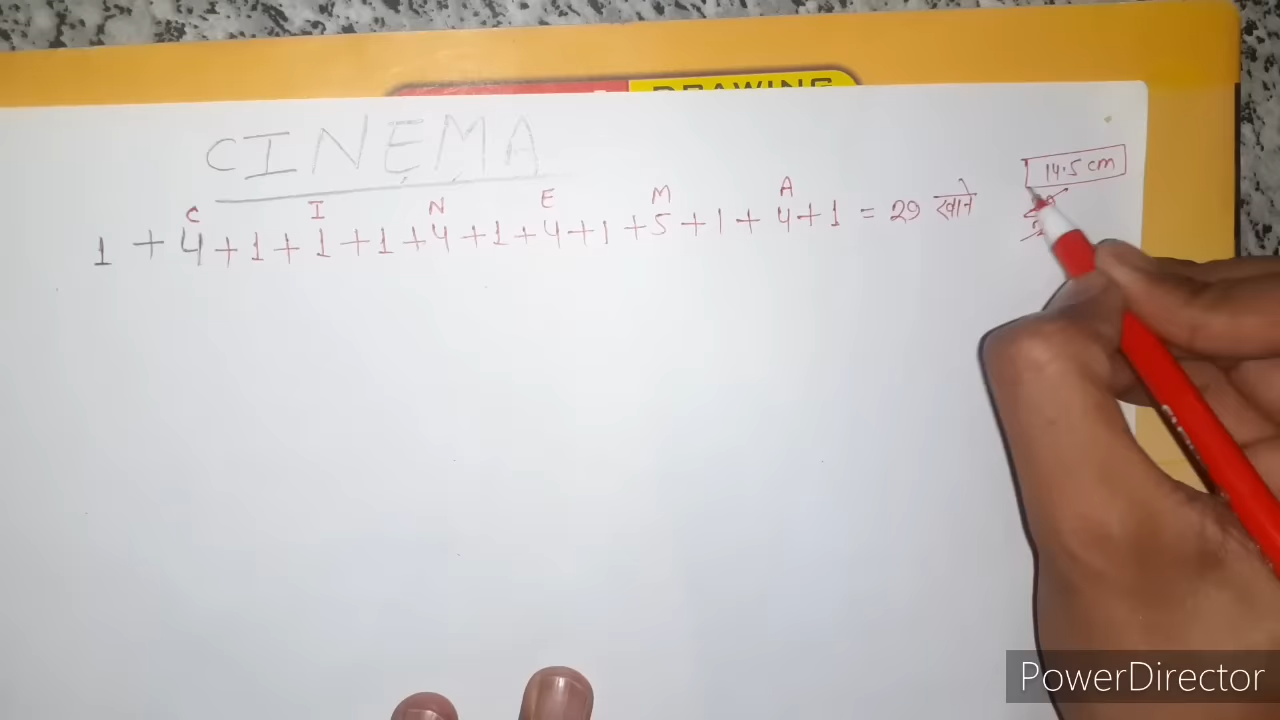 DRAWING
CINEMA
14.5 cm
C I N E M A
1 + 4 + 1 + 1 + 1 + 4 + 1 + 4 + 1 + 5 + 1 + 4 + 1 = 29 खाने
PowerDirector